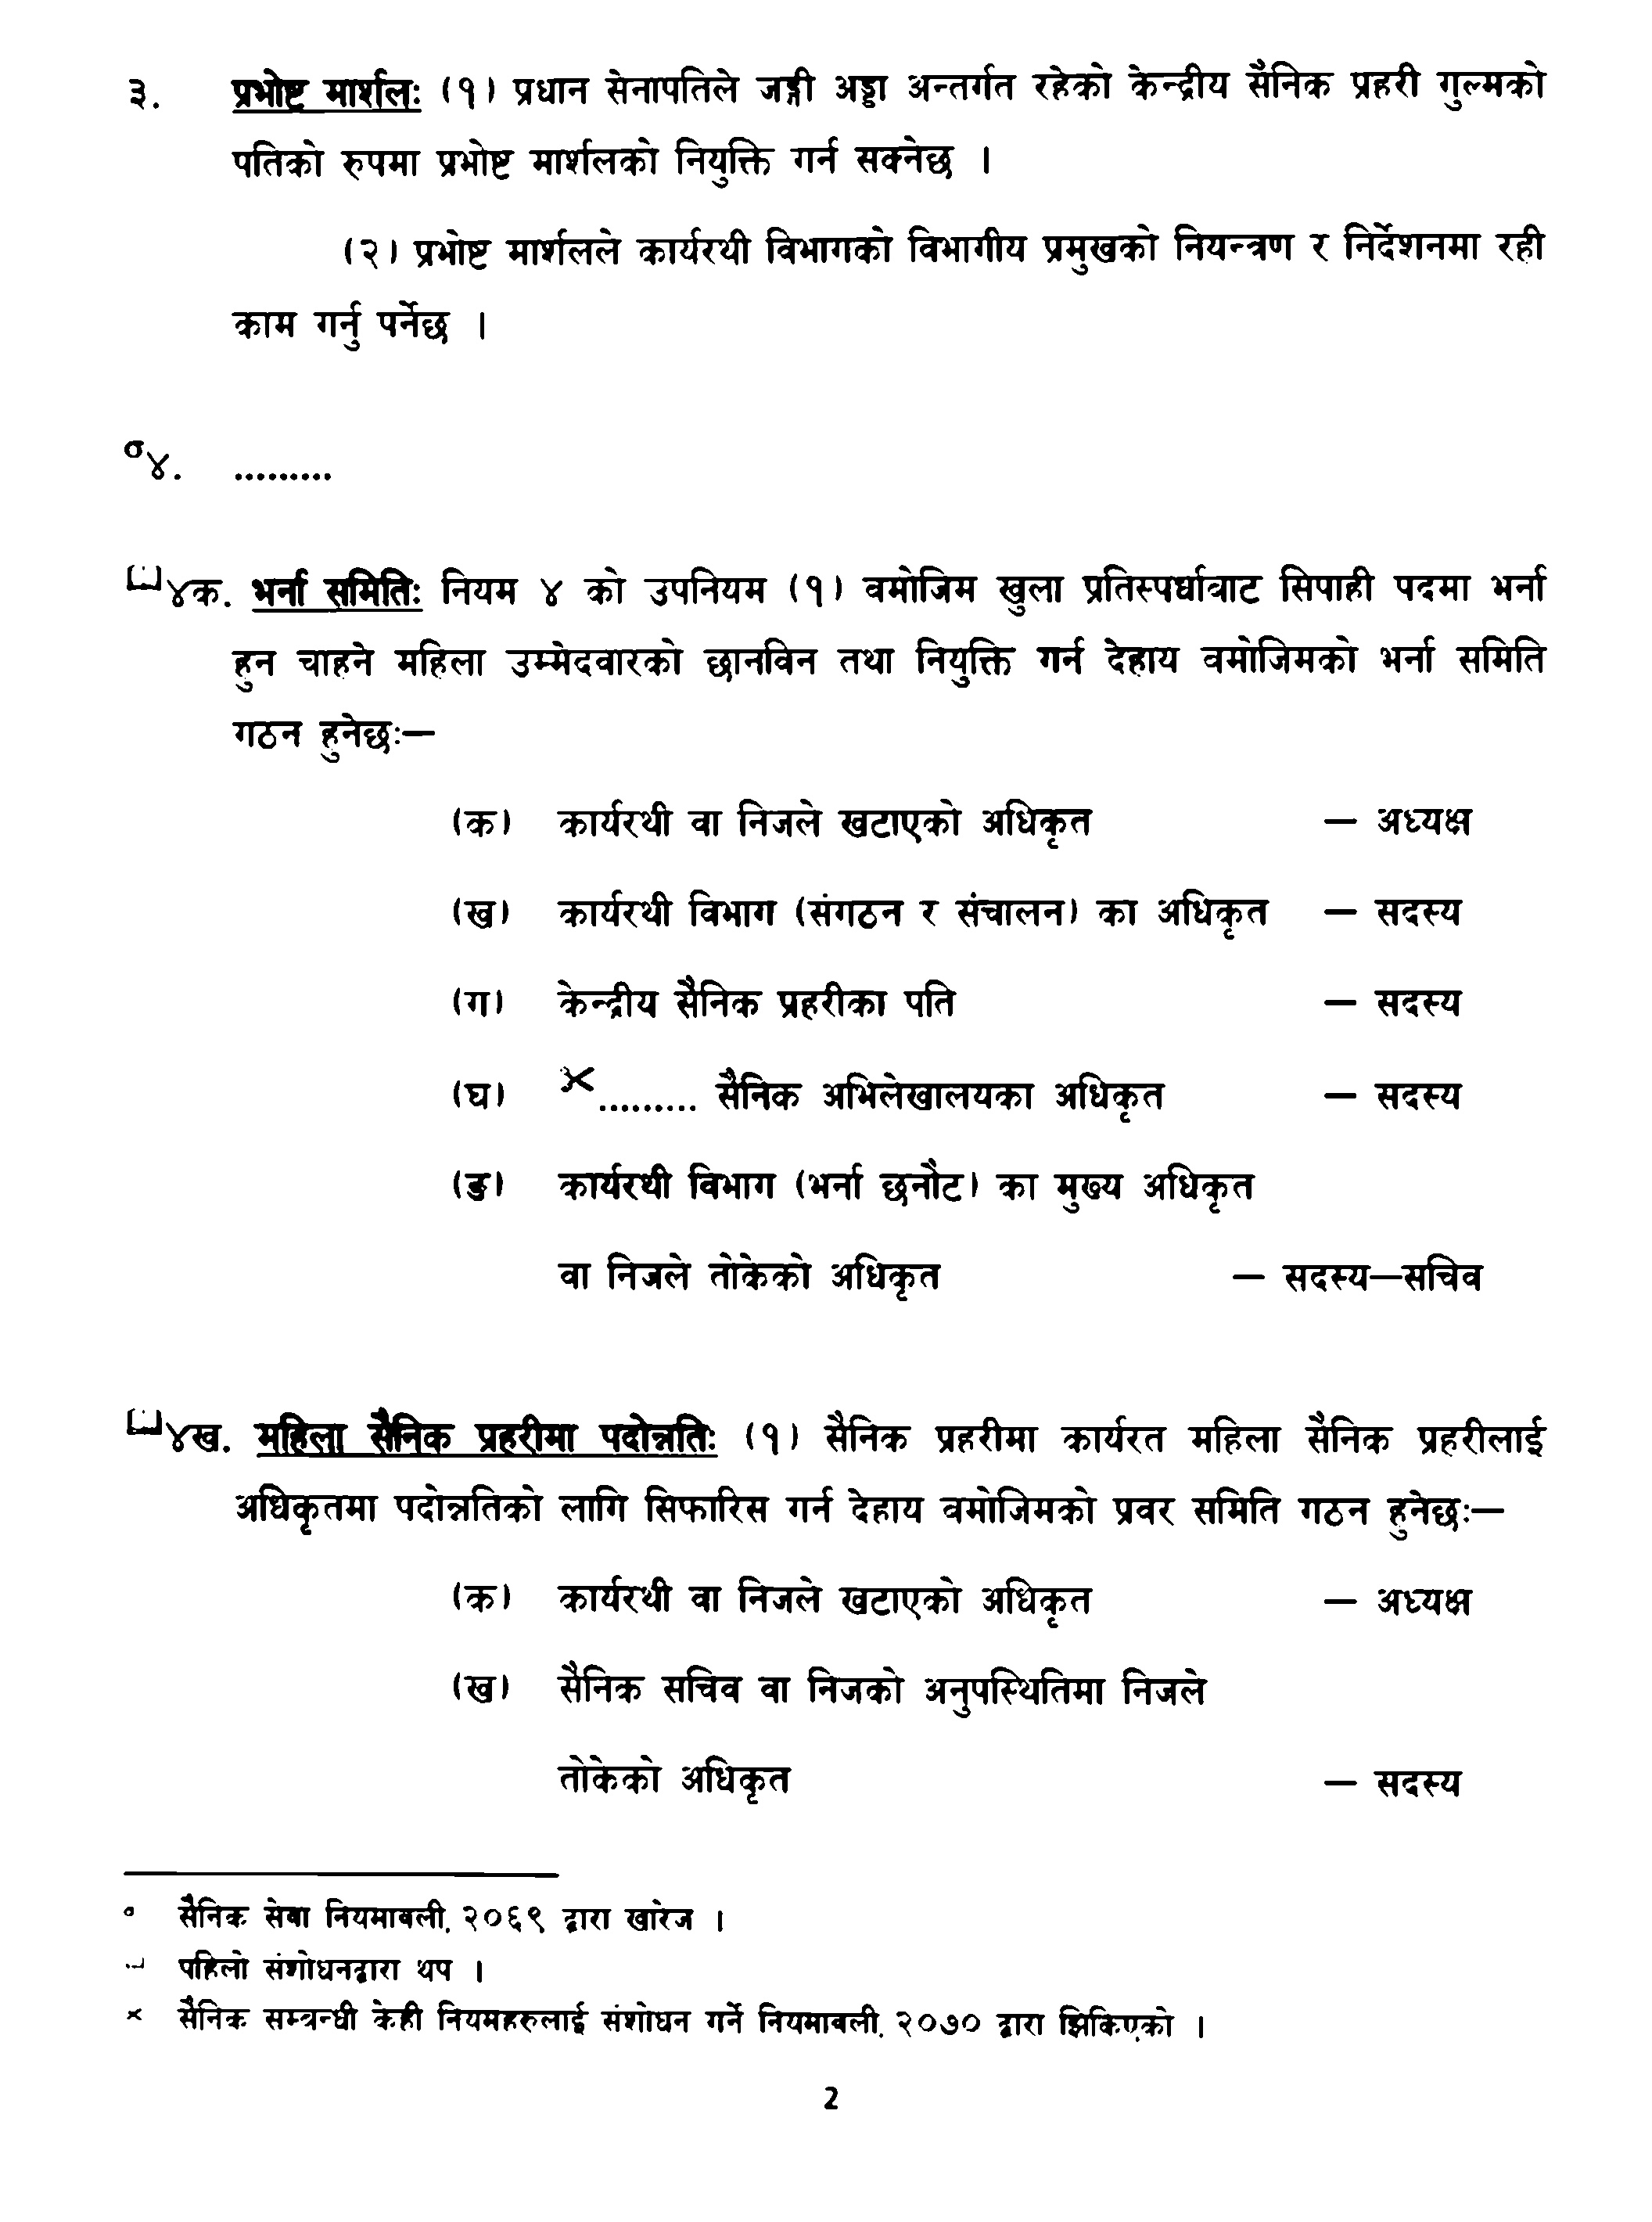 ३. प्रभोष्ट मार्शलः (१) प्रधान सेनापतिले जङ्गी अड्डा अन्तर्गत रहेको केन्द्रीय सैनिक प्रहरी गुल्मको
पतिको रुपमा प्रभोष्ट मार्शलको नियुक्ति गर्न सक्नेछ ।
(२) प्रभोष्ट मार्शलले कार्यरथी विभागको विभागीय प्रमुखको नियन्त्रण र निर्देशनमा रही
काम गर्नु पर्नेछ ।
०४. .........
४क. भर्ना समितिः नियम ४ को उपनियम (१) वमोजिम खुला प्रतिस्पर्धावाट सिपाही पदमा भर्ना
हुन चाहने महिला उम्मेदवारको छानविन तथा नियुक्ति गर्न देहाय वमोजिमको भर्ना समिति
गठन हुनेछः–
(क) कार्यरथी वा निजले खटाएको अधिकृत – अध्यक्ष
(ख) कार्यरथी विभाग (संगठन र संचालन) का अधिकृत – सदस्य
(ग) केन्द्रीय सैनिक प्रहरीका पति – सदस्य
(घ) ×......... सैनिक अभिलेखालयका अधिकृत – सदस्य
(ङ) कार्यरथी विभाग (भर्ना छनौट) का मुख्य अधिकृत
वा निजले तोकेको अधिकृत – सदस्य–सचिव
४ख. महिला सैनिक प्रहरीमा पदोन्नतिः (१) सैनिक प्रहरीमा कार्यरत महिला सैनिक प्रहरीलाई
अधिकृतमा पदोन्नतिको लागि सिफारिस गर्न देहाय वमोजिमको प्रवर समिति गठन हुनेछः–
(क) कार्यरथी वा निजले खटाएको अधिकृत – अध्यक्ष
(ख) सैनिक सचिव वा निजको अनुपस्थितिमा निजले
तोकेको अधिकृत – सदस्य
० सैनिक सेवा नियमावली, २०६९ द्वारा खारेज ।
पहिलो संशोधनद्वारा थप ।
× सैनिक सम्वन्धी केही नियमहरुलाई संशोधन गर्ने नियमावली, २०७० द्वारा झिकिएको ।
2